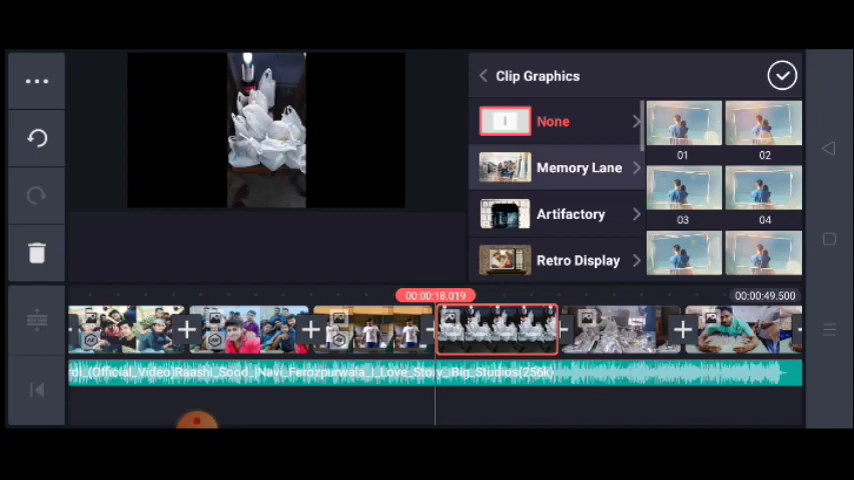 Clip Graphics
None
01
02
Memory Lane
03
04
Artifactory
Retro Display
00:00:18.019
00:00:49.500
(Official_Video)Raashi_Sood_|Navi_Ferozpurwala_|_Love_Story_Big_Studios(256k)